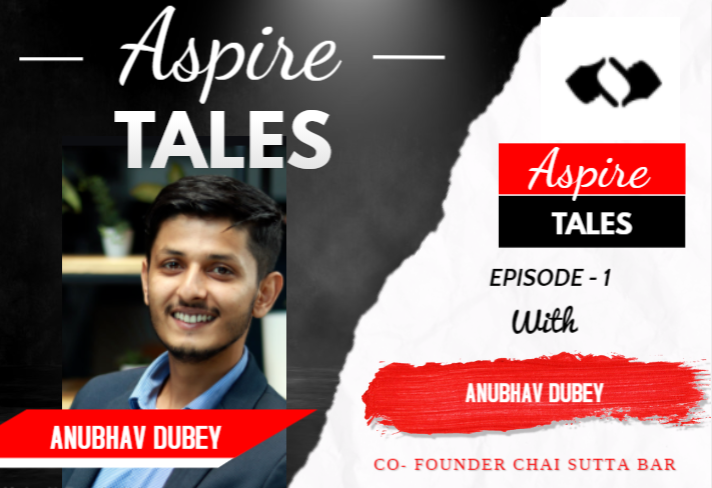 Aspire
TALES
ANUBHAV DUBEY
Aspire
TALES
EPISODE - 1
With
ANUBHAV DUBEY
CO- FOUNDER CHAI SUTTA BAR